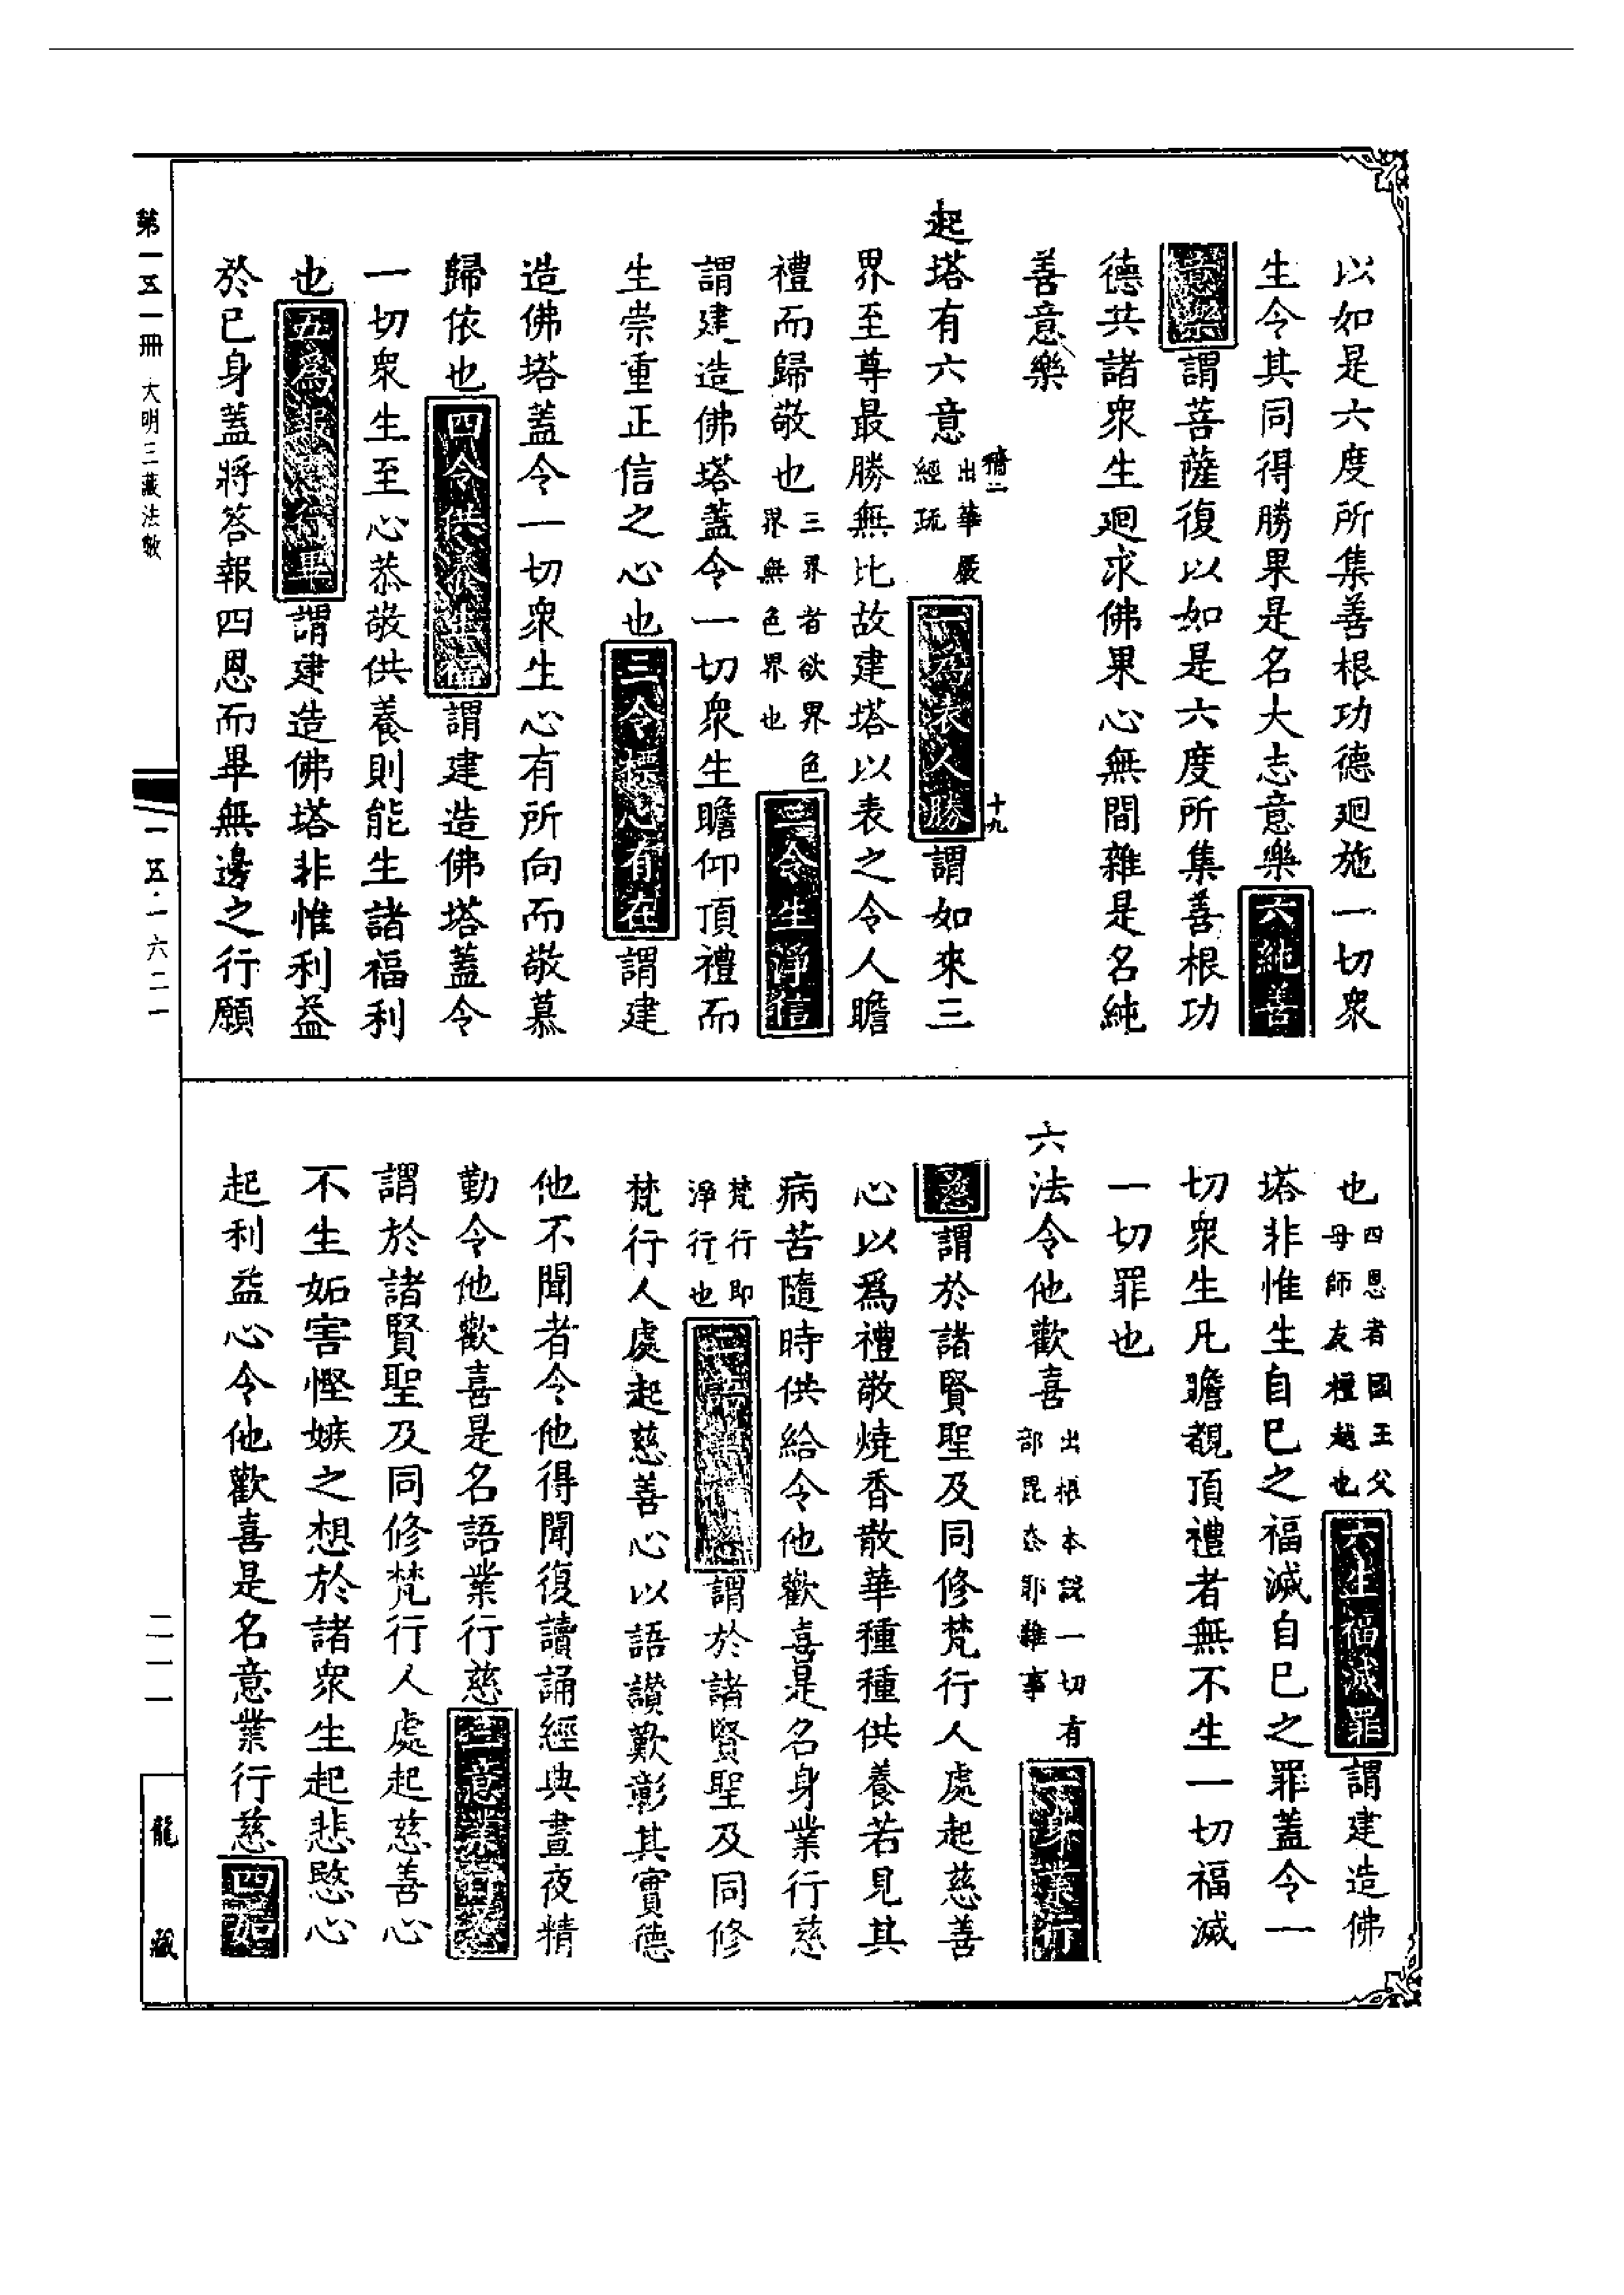 以如是六度所集善根功德迴施一切衆
生令其同得勝果是名大志意樂六純善
意樂謂菩薩復以如是六度所集善根功
德共諸衆生迴求佛果心無間雜是名純
善意樂
起塔有六意出華嚴經疏一爲表人勝謂如來三
十九
界至尊最勝無比故建塔以表之令人瞻
禮而歸敬也三界者欲界色界無色界也二令生淨信
謂建造佛塔蓋令一切衆生瞻仰頂禮而
生崇重正信之心也三令標心有在謂建
造佛塔蓋令一切衆生心有所向而敬慕
歸依也四令供養生福謂建造佛塔蓋令
一切衆生至心恭敬供養則能生諸福利
也五爲報行畢謂建造佛塔非惟利益
於已身蓋將答報四恩而畢無邊之行願
也四恩者國王父母師友檀越也六生福滅罪謂建造佛
塔非惟生自已之福滅自已之罪蓋令一
切衆生凡瞻覩頂禮者無不生一切福滅
一切罪也
六法令他歡喜出根本說一切有部毘奈耶雜事一身業行
慈謂於諸賢聖及同修梵行人處起慈善
心以爲禮敬燒香散華種種供養若見其
病苦隨時供給令他歡喜是名身業行慈
梵行即淨行也二語業行慈謂於諸賢聖及同修
梵行人處起慈善心以語讃歎彰其實德
他不聞者令他得聞復讀誦經典晝夜精
勤令他歡喜是名語業行慈三意業行慈
謂於諸賢聖及同修梵行人處起慈善心
不生妬害慳嫉之想於諸衆生起悲愍心
起利益心令他歡喜是名意業行慈四如
第一五一冊 大明三藏法數
一五·一六二一
二一一
龍藏